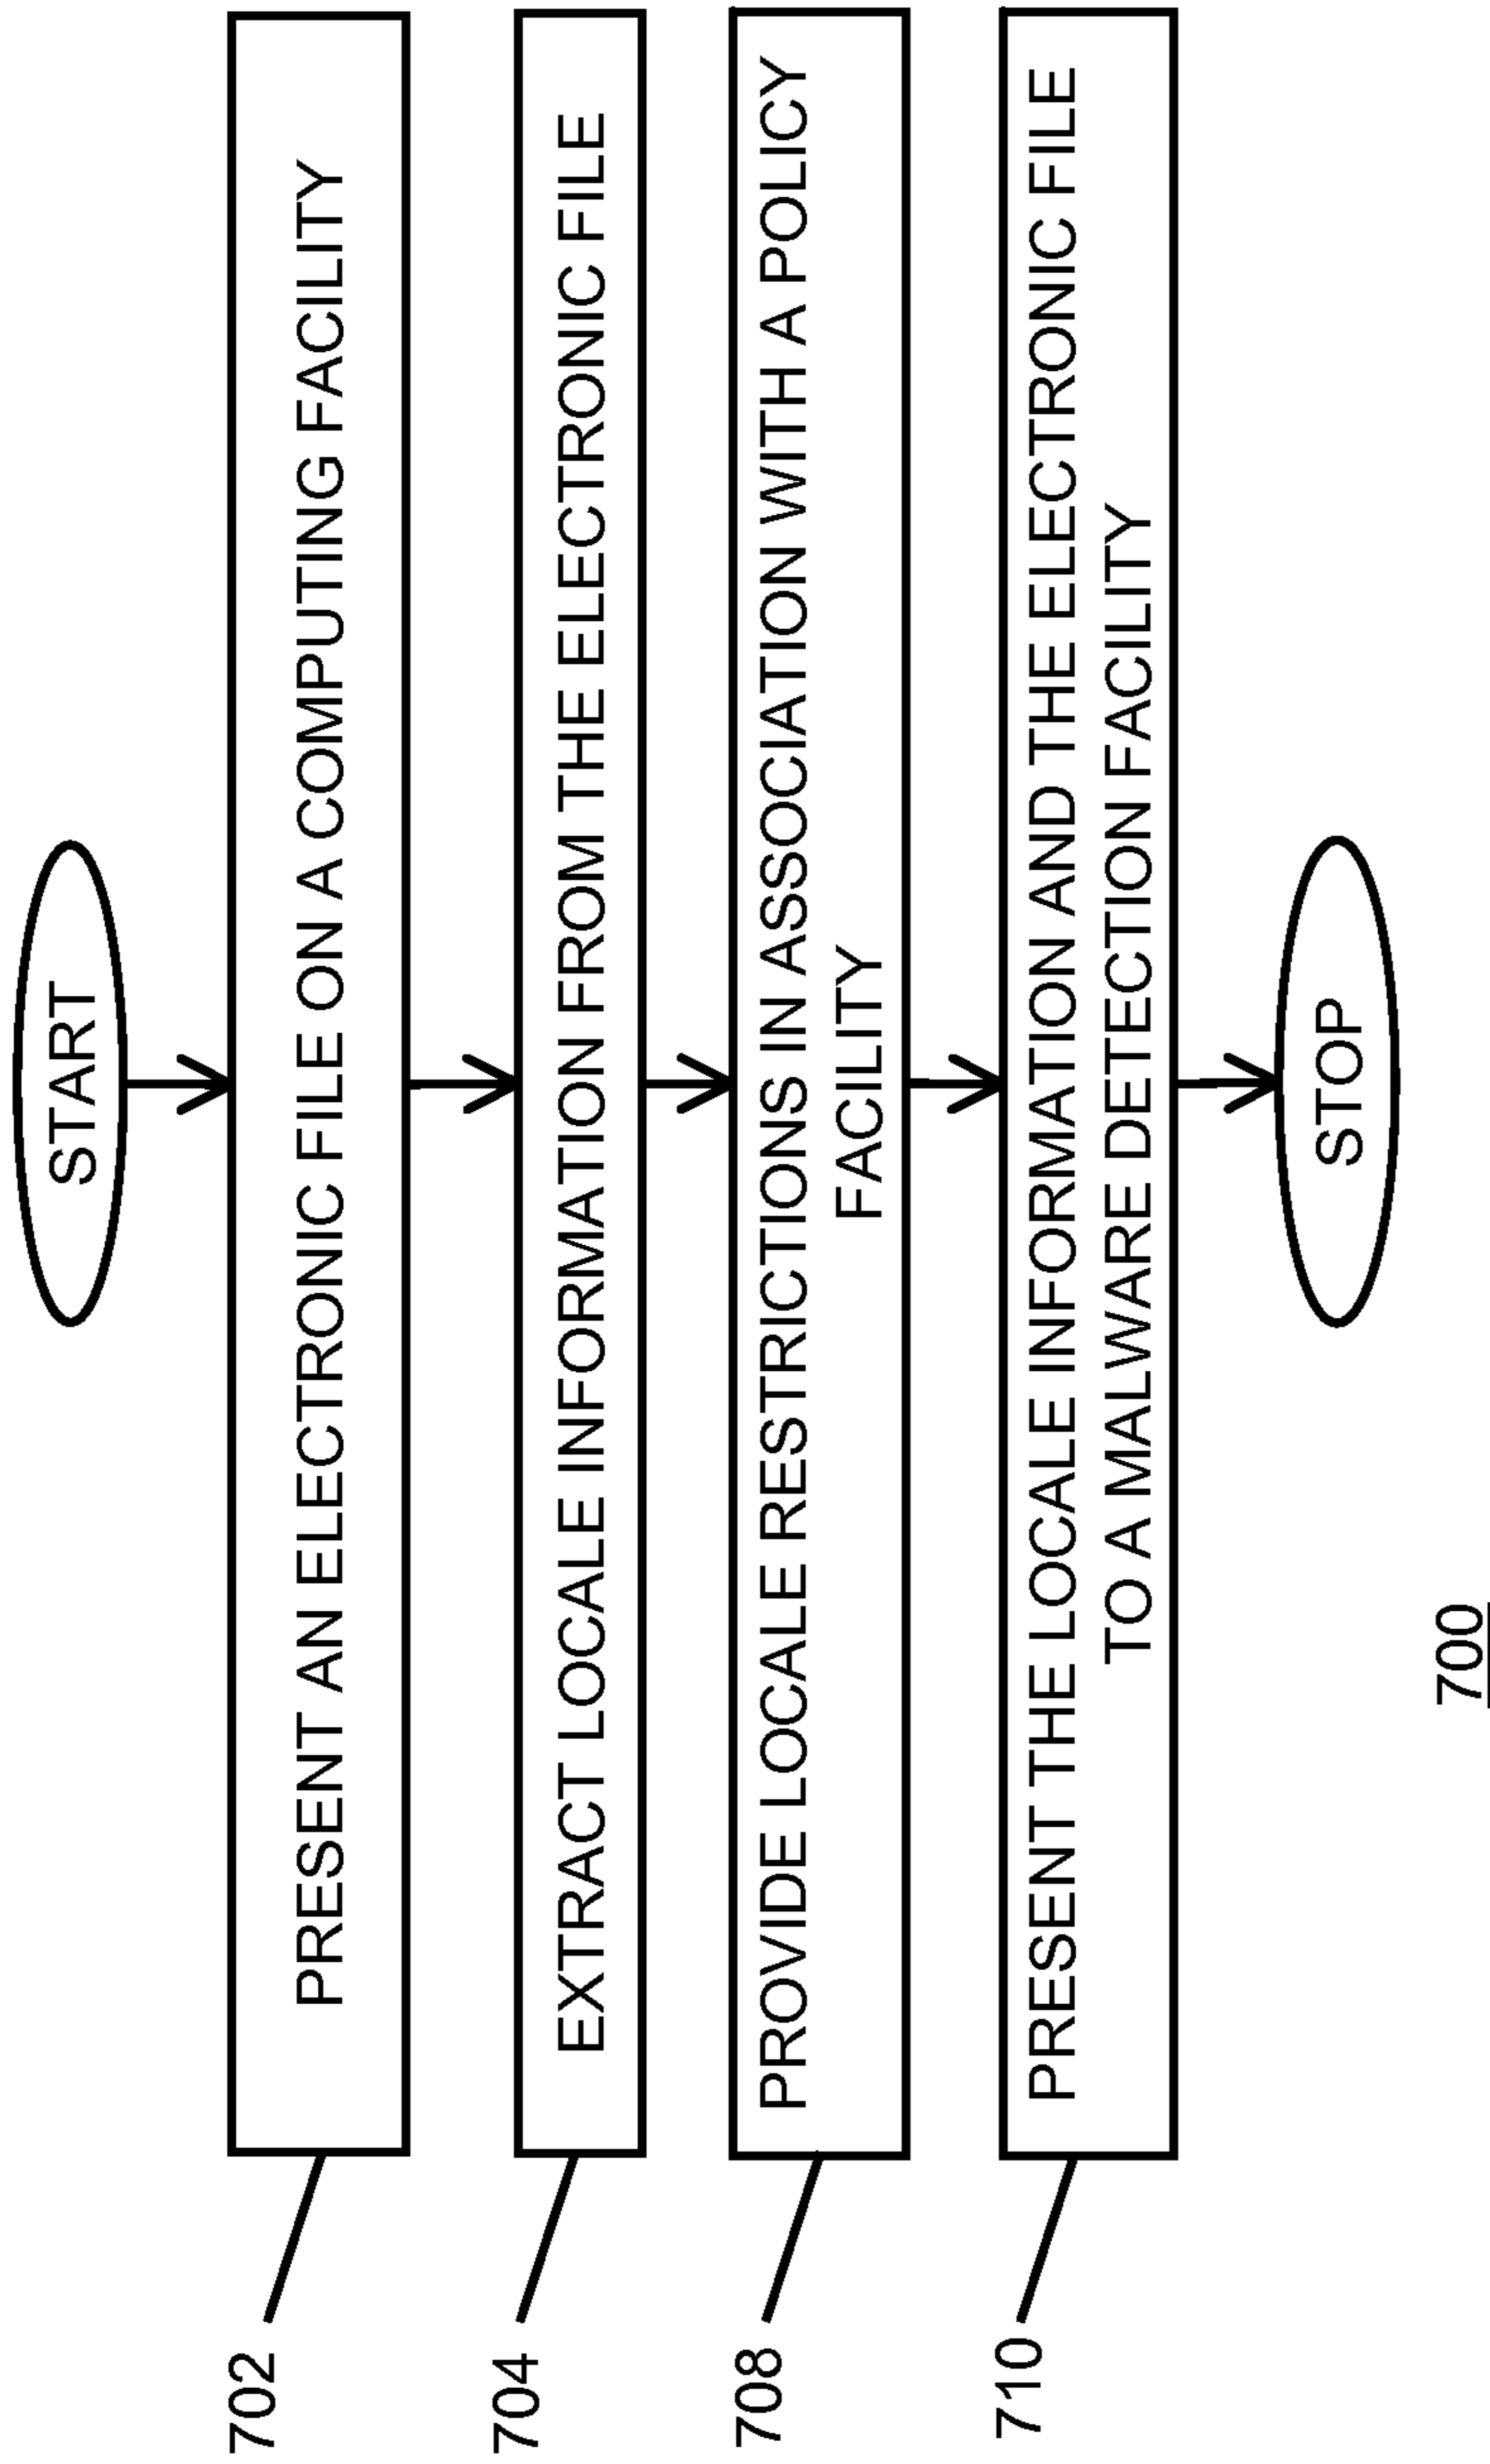 START
702
PRESENT AN ELECTRONIC FILE ON A COMPUTING FACILITY
704
EXTRACT LOCALE INFORMATION FROM THE ELECTRONIC FILE
708
PROVIDE LOCALE RESTRICTIONS IN ASSOCIATION WITH A POLICY
FACILITY
710
PRESENT THE LOCALE INFORMATION AND THE ELECTRONIC FILE
TO A MALWARE DETECTION FACILITY
STOP
700